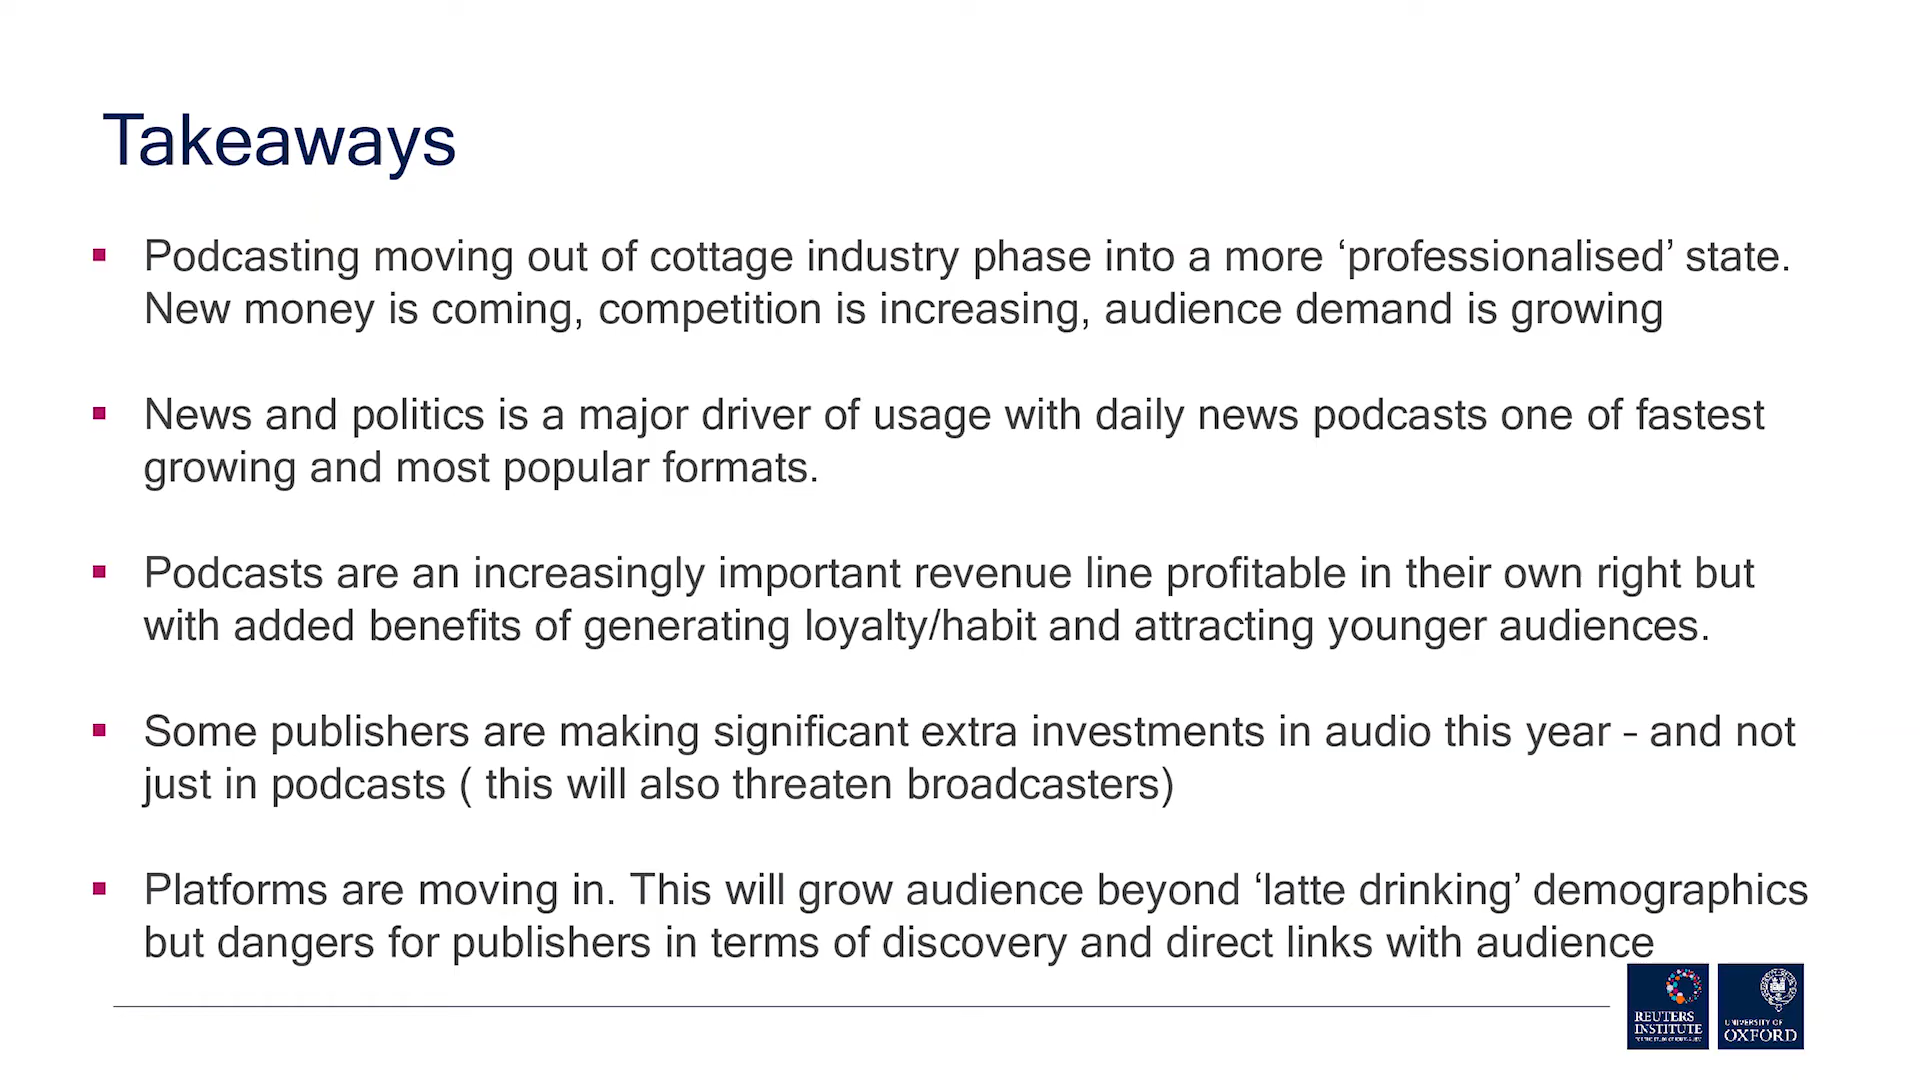 Takeaways
Podcasting moving out of cottage industry phase into a more ‘professionalised’ state.
New money is coming, competition is increasing, audience demand is growing
News and politics is a major driver of usage with daily news podcasts one of fastest
growing and most popular formats.
Podcasts are an increasingly important revenue line profitable in their own right but
with added benefits of generating loyalty/habit and attracting younger audiences.
Some publishers are making significant extra investments in audio this year - and not
just in podcasts ( this will also threaten broadcasters)
Platforms are moving in. This will grow audience beyond ‘latte drinking’ demographics
but dangers for publishers in terms of discovery and direct links with audience
REUTERS
INSTITUTE
UNIVERSITY OF
OXFORD